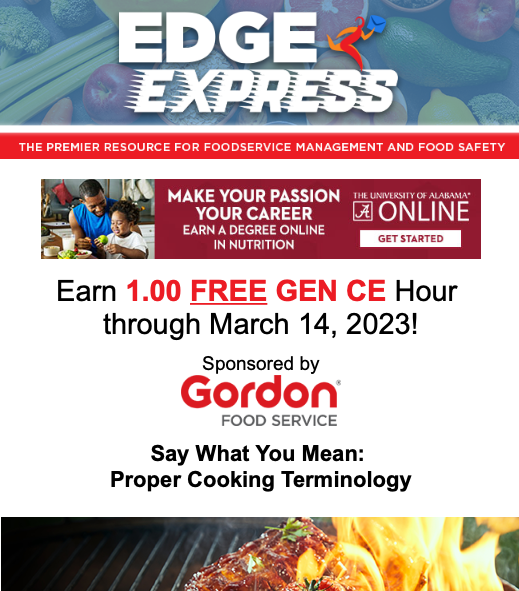 EDGE
EXPRESS
THE PREMIER RESOURCE FOR FOODSERVICE MANAGEMENT AND FOOD SAFETY
MAKE YOUR PASSION
YOUR CAREER
EARN A DEGREE ONLINE
IN NUTRITION
THE UNIVERSITY OF ALABAMA®
A ONLINE
GET STARTED
Earn 1.00 FREE GEN CE Hour
through March 14, 2023!
Sponsored by
Gordon®
FOOD SERVICE
Say What You Mean:
Proper Cooking Terminology